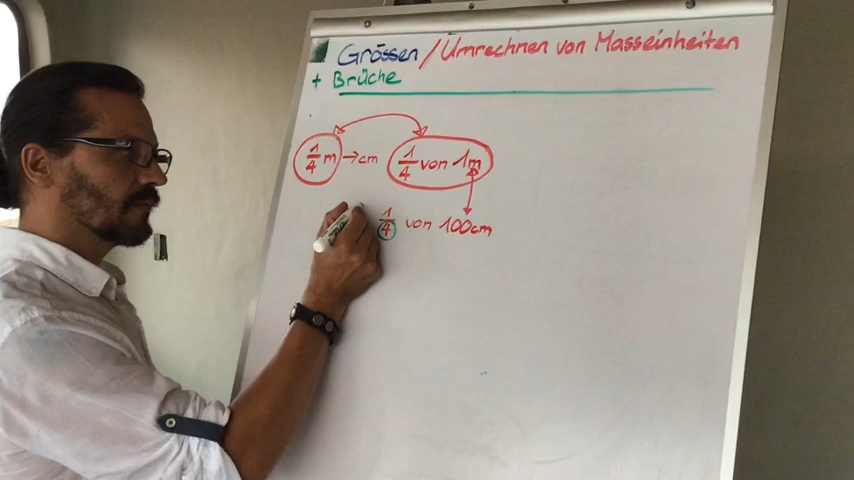 Grössen / Umrechnen von Masseinheiten
+ Brüche
1/4 m → cm 1/4 von 1m
1/4 von 100cm